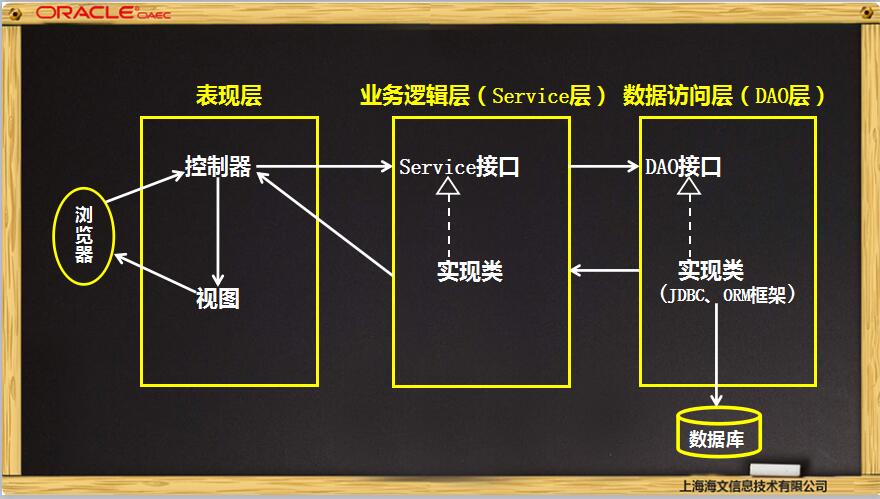 ORACLE OAEC
表现层
业务逻辑层（Service层）
数据访问层（DAO层）
控制器
Service接口
DAO接口
浏览器
实现类
实现类
（JDBC、ORM框架）
视图
数据库
上海海文信息技术有限公司